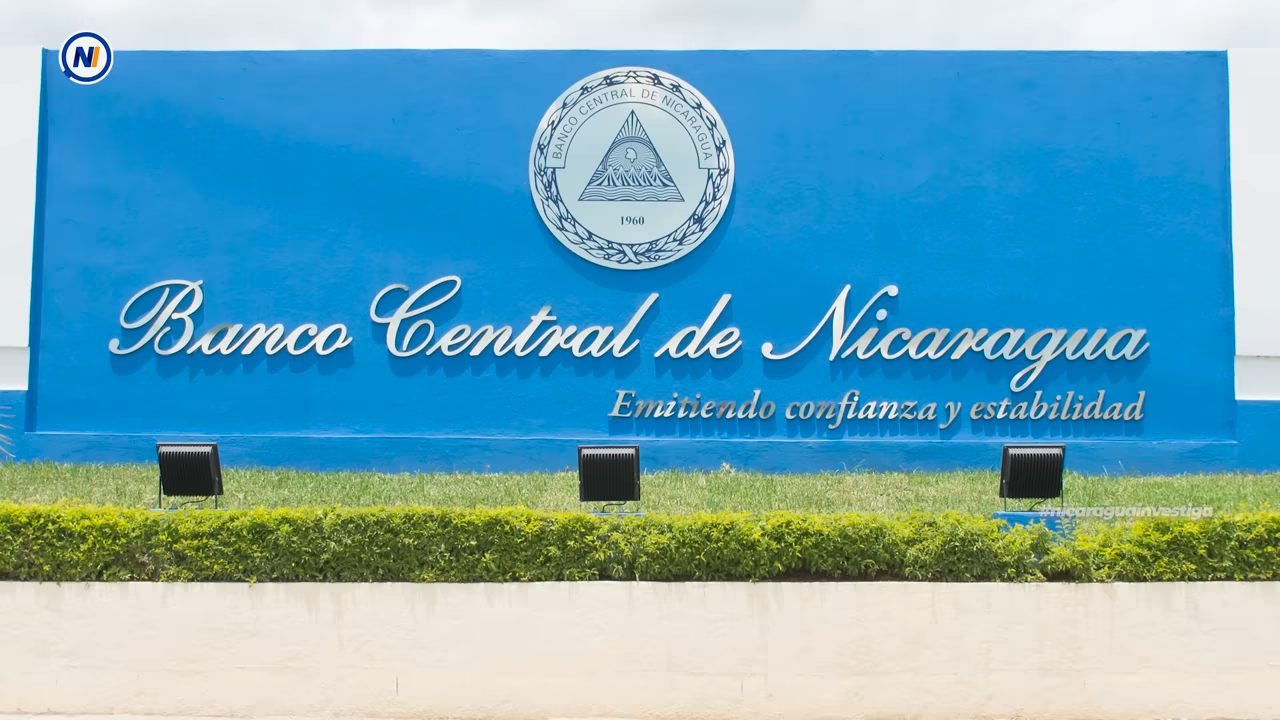 NI
BANCO CENTRAL DE NICARAGUA
1960
Banco Central de Nicaragua
Emitiendo confianza y estabilidad
#nicaraguainvestiga